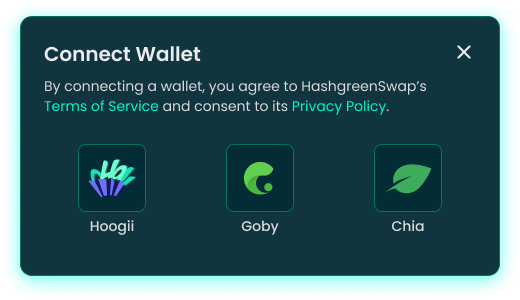 Connect Wallet
By connecting a wallet, you agree to HashgreenSwap’s
Terms of Service and consent to its Privacy Policy.
Hoogii
Goby
Chia